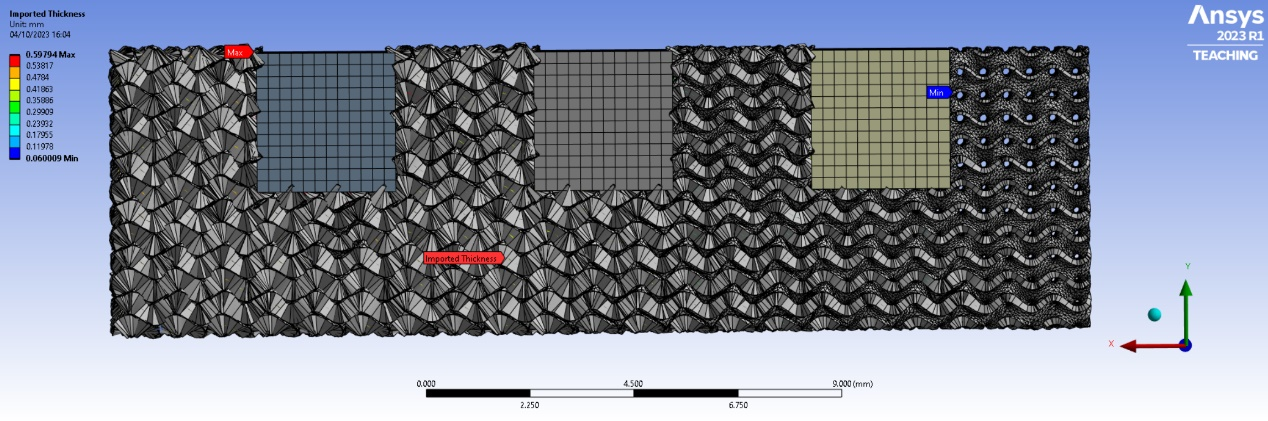 Imported Thickness
Unit: mm
04/10/2023 16:04
0.59794 Max
0.53817
0.4784
0.41863
0.35886
0.29909
0.23932
0.17955
0.11978
0.060009 Min
Ansys
2023 R1
TEACHING
Max
Min
Imported Thickness
Y
X
0.000
4.500
9.000 (mm)
2.250
6.750